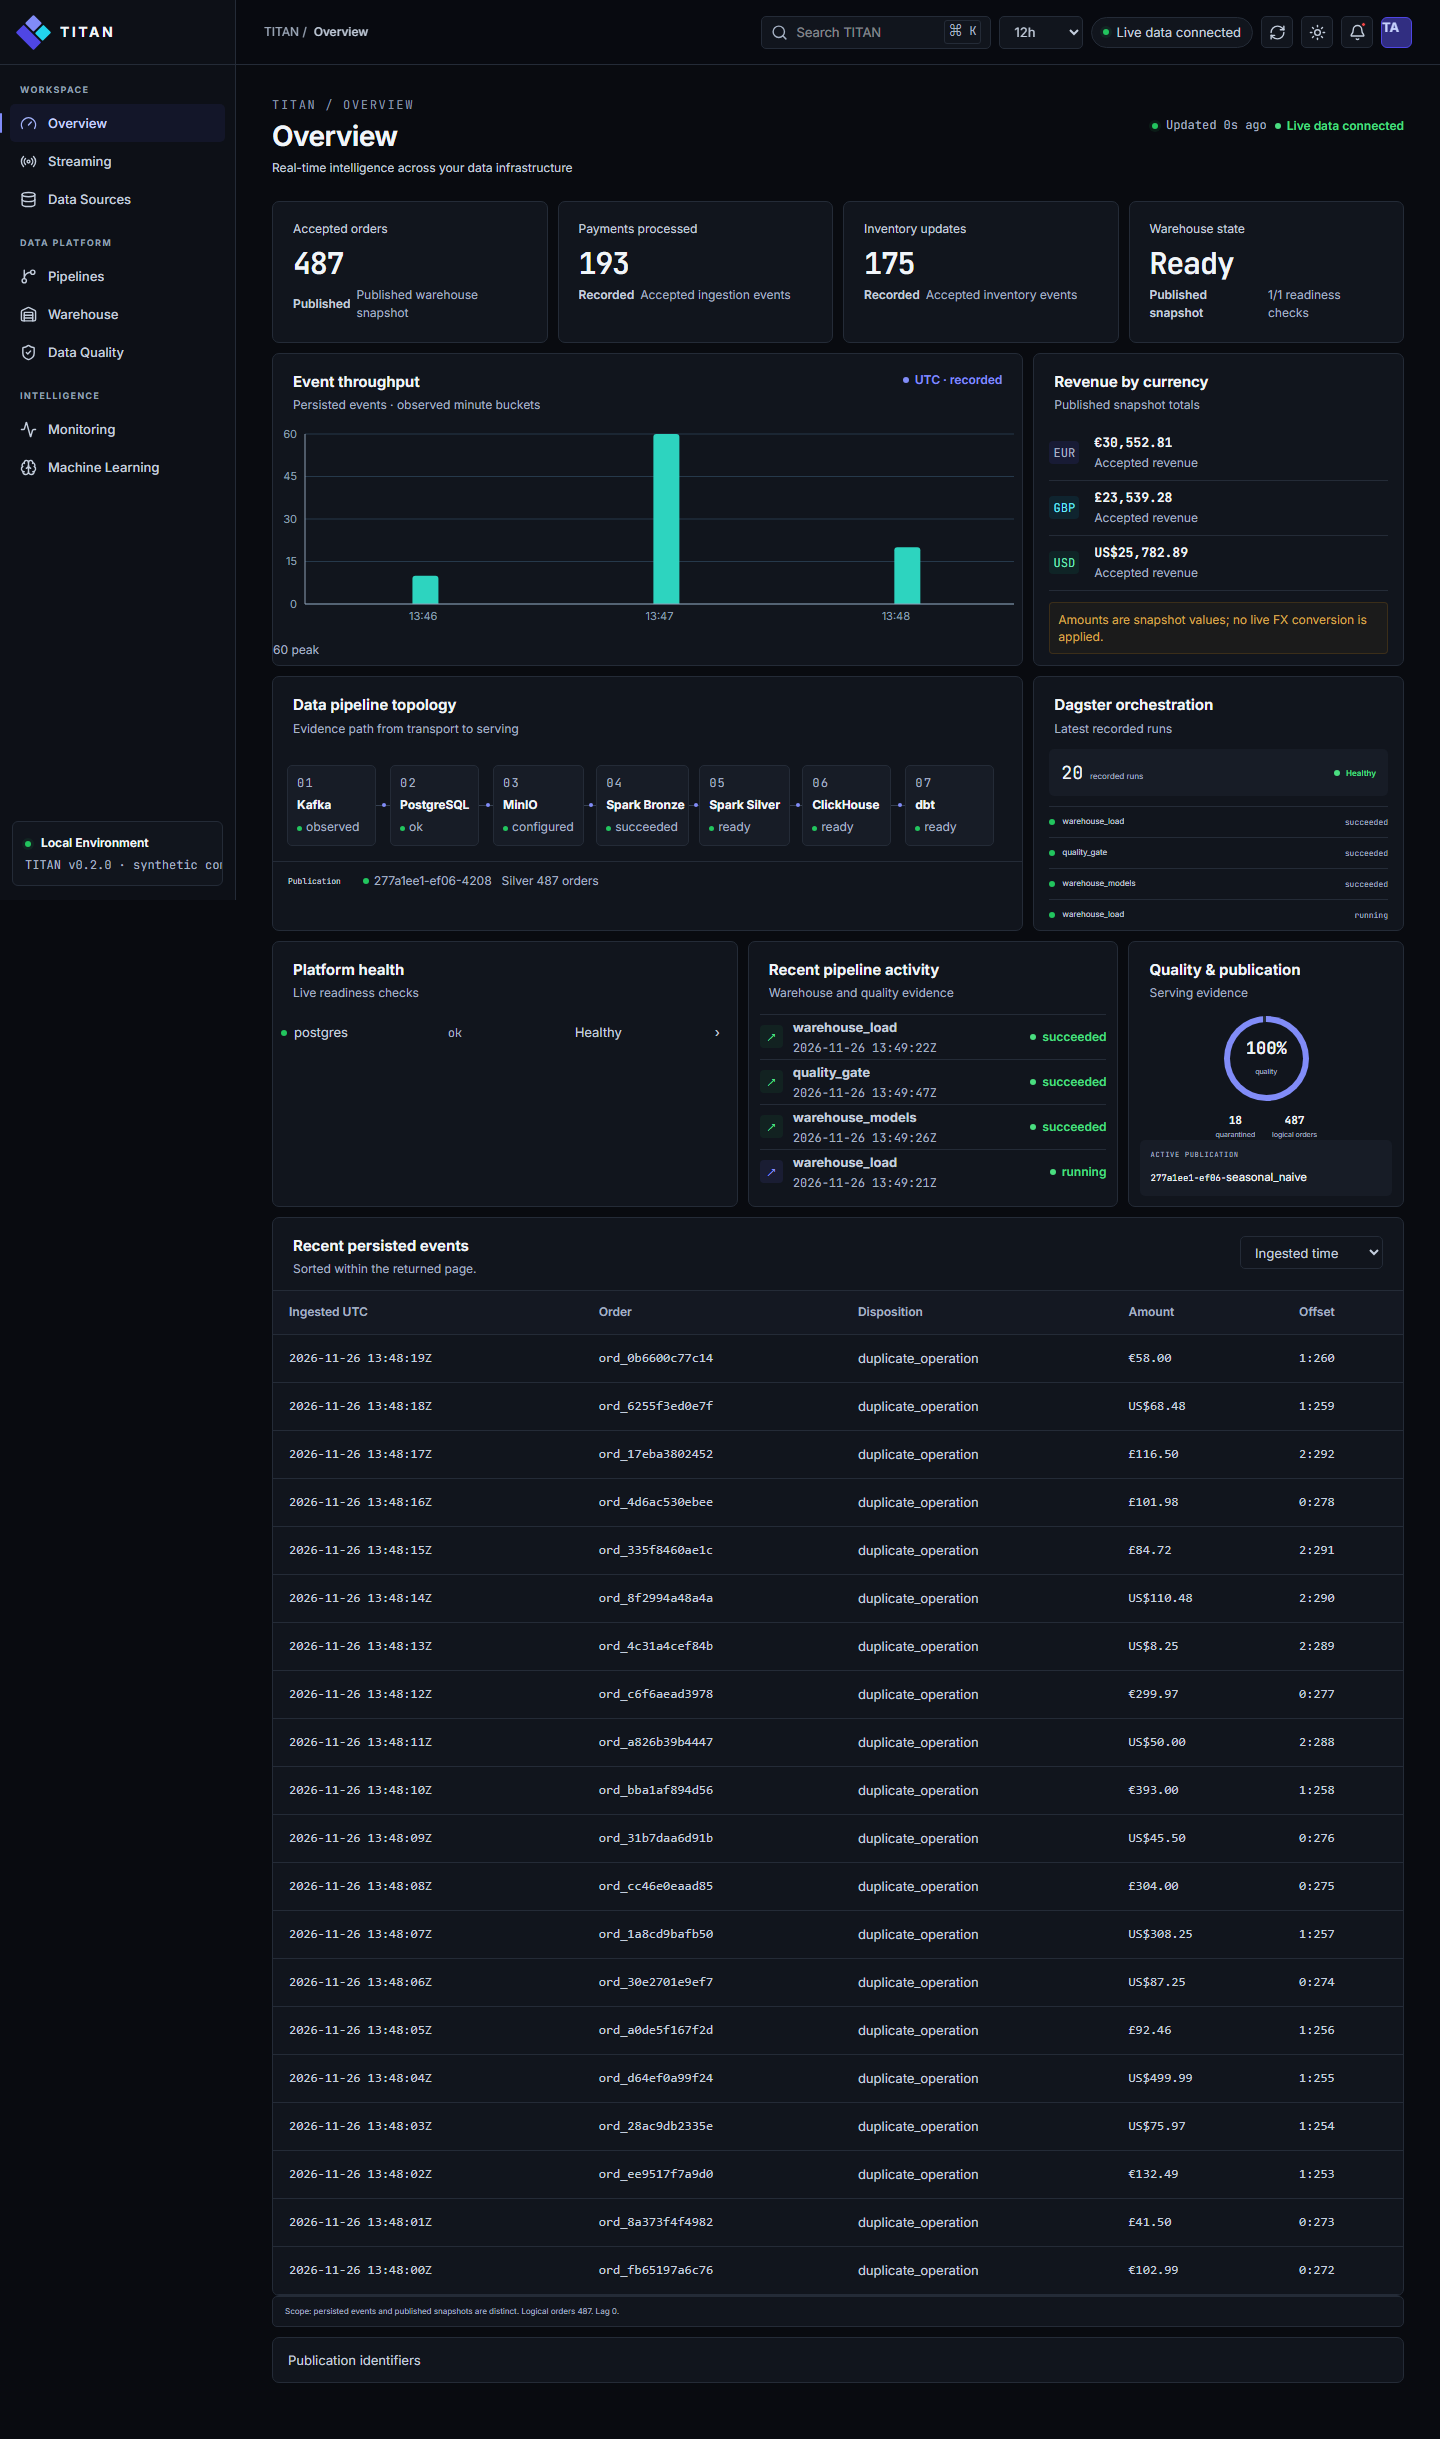 TITAN
TITAN / Overview
Search TITAN
⌘ K
12h
Live data connected
TA
WORKSPACE
Overview
Streaming
Data Sources
DATA PLATFORM
Pipelines
Warehouse
Data Quality
INTELLIGENCE
Monitoring
Machine Learning
Local Environment
TITAN v0.2.0 · synthetic co
TITAN / OVERVIEW
Overview
Real-time intelligence across your data infrastructure
Updated 0s ago
Live data connected
Accepted orders
487
Published
Published warehouse snapshot
Payments processed
193
Recorded
Accepted ingestion events
Inventory updates
175
Recorded
Accepted inventory events
Warehouse state
Ready
Published snapshot
1/1 readiness checks
Event throughput
UTC · recorded
Persisted events · observed minute buckets
60
45
30
15
0
13:46
13:47
13:48
60 peak
Revenue by currency
Published snapshot totals
EUR
€30,552.81
Accepted revenue
GBP
£23,539.28
Accepted revenue
USD
US$25,782.89
Accepted revenue
Amounts are snapshot values; no live FX conversion is
applied.
Data pipeline topology
Evidence path from transport to serving
01
Kafka
observed
02
PostgreSQL
ok
03
MinIO
configured
04
Spark Bronze
succeeded
05
Spark Silver
ready
06
ClickHouse
ready
07
dbt
ready
Publication
277a1ee1-ef06-4208
Silver 487 orders
Dagster orchestration
Latest recorded runs
20 recorded runs
Healthy
warehouse_load
succeeded
quality_gate
succeeded
warehouse_models
succeeded
warehouse_load
running
Platform health
Live readiness checks
postgres
ok
Healthy
›
Recent pipeline activity
Warehouse and quality evidence
↗
warehouse_load
2026-11-26 13:49:22Z
succeeded
↗
quality_gate
2026-11-26 13:49:47Z
succeeded
↗
warehouse_models
2026-11-26 13:49:26Z
succeeded
↗
warehouse_load
2026-11-26 13:49:21Z
running
Quality & publication
Serving evidence
100%
quality
18
quarantined
487
logical orders
ACTIVE PUBLICATION
277a1ee1-ef06-seasonal_naive
Recent persisted events
Sorted within the returned page.
Ingested time
Ingested UTC Order Disposition Amount Offset
2026-11-26 13:48:19Z ord_0b6600c77c14 duplicate_operation €58.00 1:260
2026-11-26 13:48:18Z ord_6255f3ed0e7f duplicate_operation US$68.48 1:259
2026-11-26 13:48:17Z ord_17eba3802452 duplicate_operation £116.50 2:292
2026-11-26 13:48:16Z ord_4d6ac530ebee duplicate_operation £101.98 0:278
2026-11-26 13:48:15Z ord_335f8460ae1c duplicate_operation £84.72 2:291
2026-11-26 13:48:14Z ord_8f2994a48a4a duplicate_operation US$110.48 2:290
2026-11-26 13:48:13Z ord_4c31a4cef84b duplicate_operation US$8.25 2:289
2026-11-26 13:48:12Z ord_c6f6aead3978 duplicate_operation €299.97 0:277
2026-11-26 13:48:11Z ord_a826b39b4447 duplicate_operation US$50.00 2:288
2026-11-26 13:48:10Z ord_bba1af894d56 duplicate_operation €393.00 1:258
2026-11-26 13:48:09Z ord_31b7daa6d91b duplicate_operation US$45.50 0:276
2026-11-26 13:48:08Z ord_cc46e0eaad85 duplicate_operation £304.00 0:275
2026-11-26 13:48:07Z ord_1a8cd9bafb50 duplicate_operation US$308.25 1:257
2026-11-26 13:48:06Z ord_30e2701e9ef7 duplicate_operation US$87.25 0:274
2026-11-26 13:48:05Z ord_a0de5f167f2d duplicate_operation £92.46 1:256
2026-11-26 13:48:04Z ord_d64ef0a99f24 duplicate_operation US$499.99 1:255
2026-11-26 13:48:03Z ord_28ac9db2335e duplicate_operation US$75.97 1:254
2026-11-26 13:48:02Z ord_ee9517f7a9d0 duplicate_operation €132.49 1:253
2026-11-26 13:48:01Z ord_8a373f4f4982 duplicate_operation £41.50 0:273
2026-11-26 13:48:00Z ord_fb65197a6c76 duplicate_operation €102.99 0:272
Scope: persisted events and published snapshots are distinct. Logical orders 487. Lag 0.
Publication identifiers